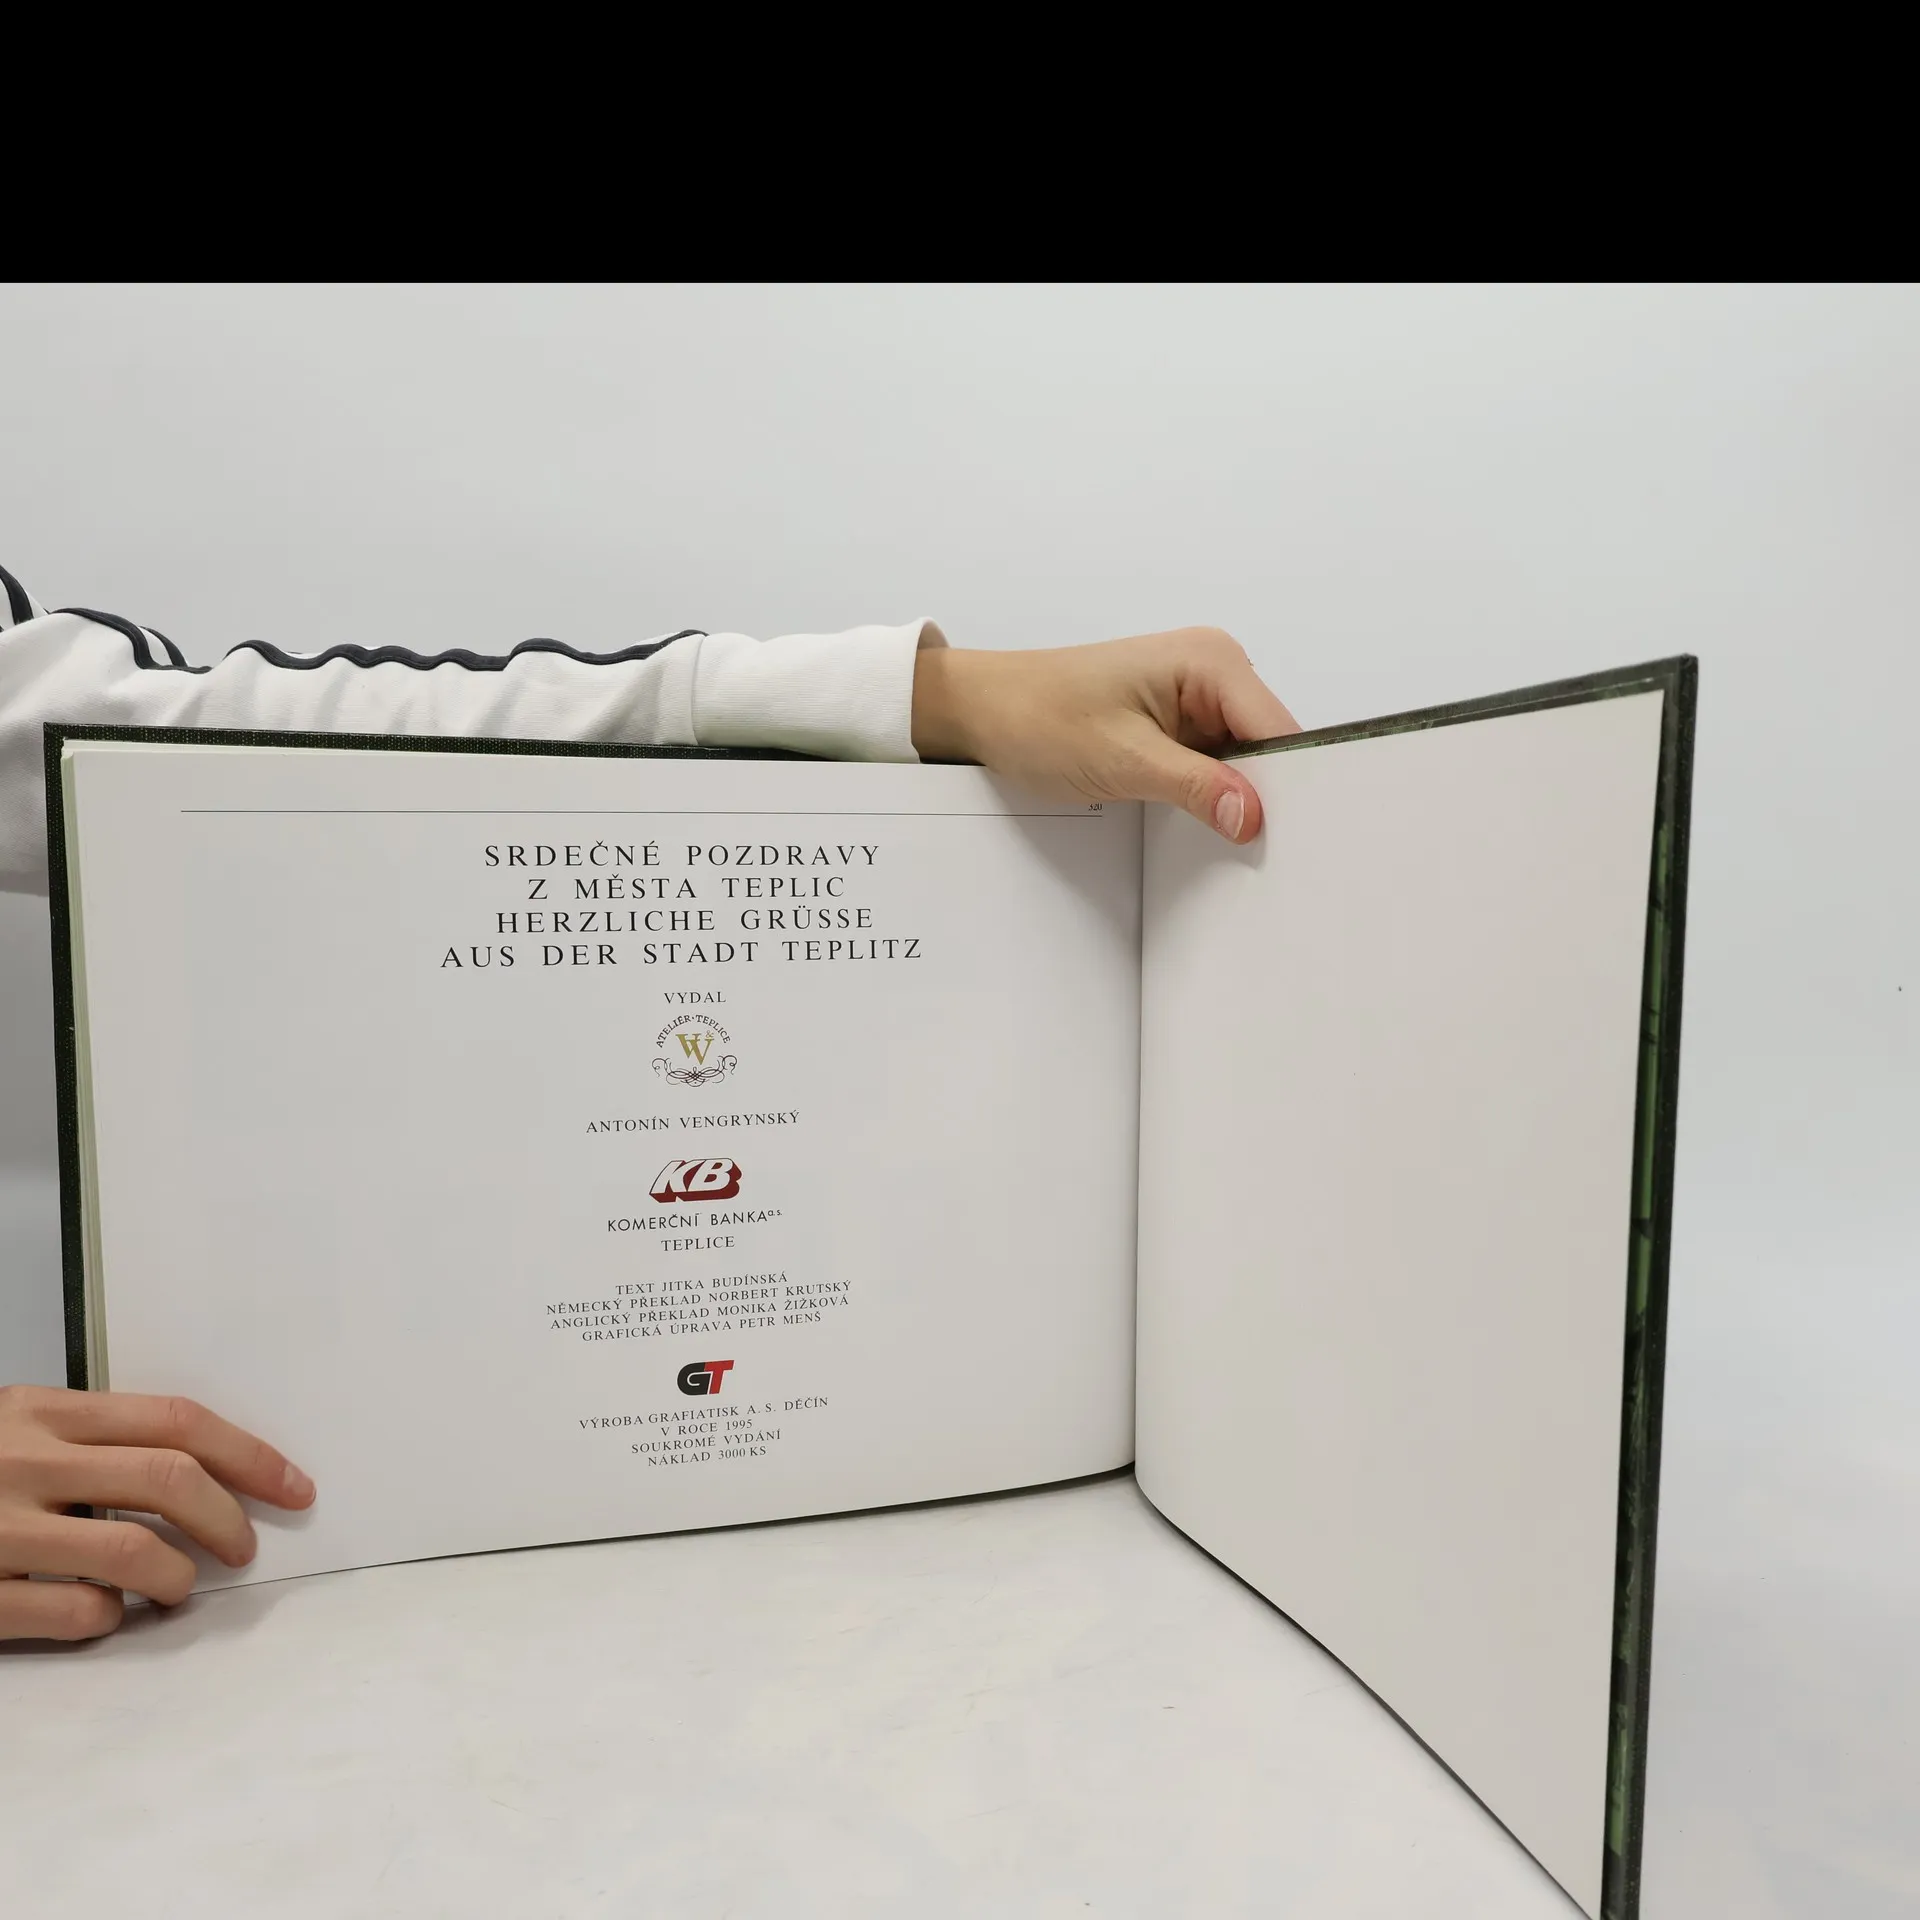 320
SRDEČNÉ POZDRAVY
Z MĚSTA TEPLIC
HERZLICHE GRÜSSE
AUS DER STADT TEPLITZ
VYDAL
ATELIÉR·TEPLICE
V&V
ANTONÍN VENGRYNSKÝ
KB
KOMERČNÍ BANKA a.s.
TEPLICE
TEXT JITKA BUDÍNSKÁ
NĚMECKÝ PŘEKLAD NORBERT KRUTSKÝ
ANGLICKÝ PŘEKLAD MONIKA ŽIŽKOVÁ
GRAFICKÁ ÚPRAVA PETR MENŠ
GT
VÝROBA GRAFIATISK A. S. DĚČÍN
V ROCE 1995
SOUKROMÉ VYDÁNÍ
NÁKLAD 3000 KS